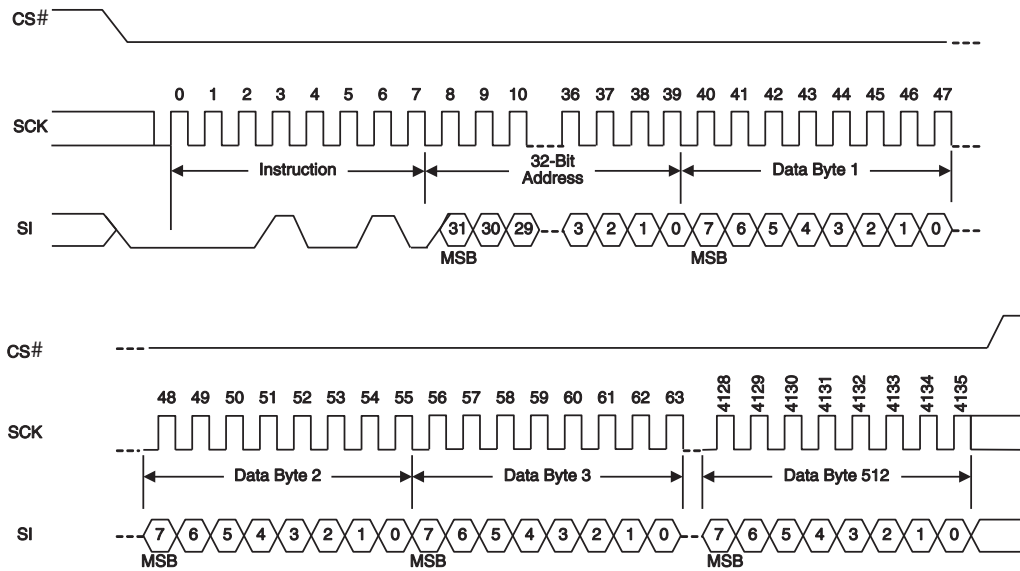 CS#
0 1 2 3 4 5 6 7 8 9 10 36 37 38 39 40 41 42 43 44 45 46 47
SCK
Instruction
32-Bit
Address
Data Byte 1
SI
31 30 29 3 2 1 0 7 6 5 4 3 2 1 0
MSB MSB
CS#
48 49 50 51 52 53 54 55 56 57 58 59 60 61 62 63 4128 4129 4130 4131 4132 4133 4134 4135
SCK
Data Byte 2 Data Byte 3 Data Byte 512
SI
7 6 5 4 3 2 1 0 7 6 5 4 3 2 1 0 7 6 5 4 3 2 1 0
MSB MSB MSB